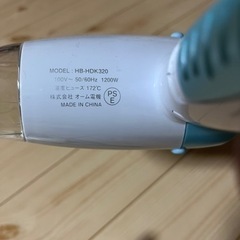 MODEL: HB-HDK320
100V～ 50/60Hz 1200W
温度ヒューズ 172℃
株式会社 オーム電機
MADE IN CHINA
PS
E